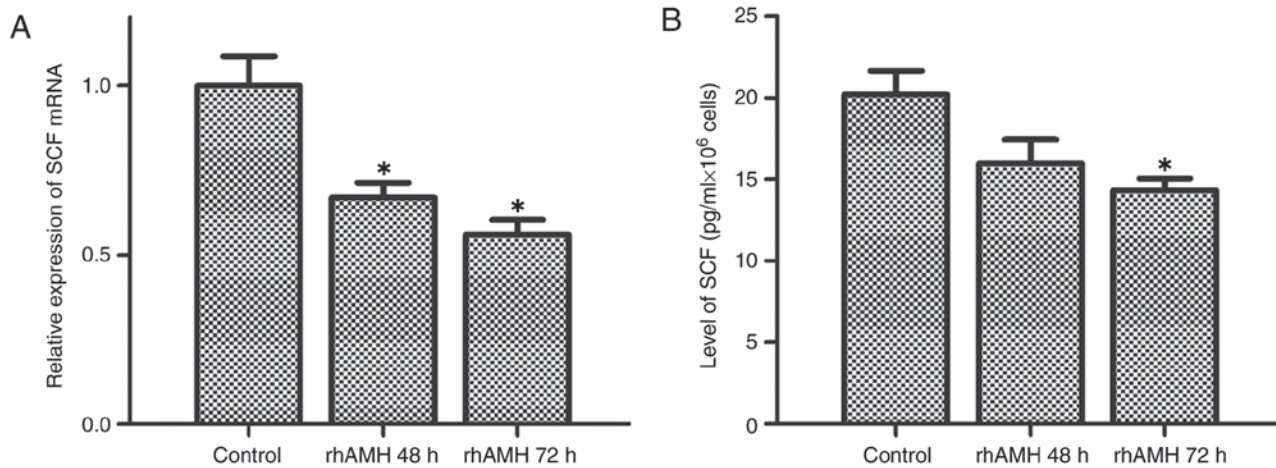 A
Relative expression of SCF mRNA
1.0
0.5
0.0
*
*
Control
rhAMH 48 h
rhAMH 72 h
B
Level of SCF (pg/ml×10⁶ cells)
25
20
15
10
5
0
*
Control
rhAMH 48 h
rhAMH 72 h